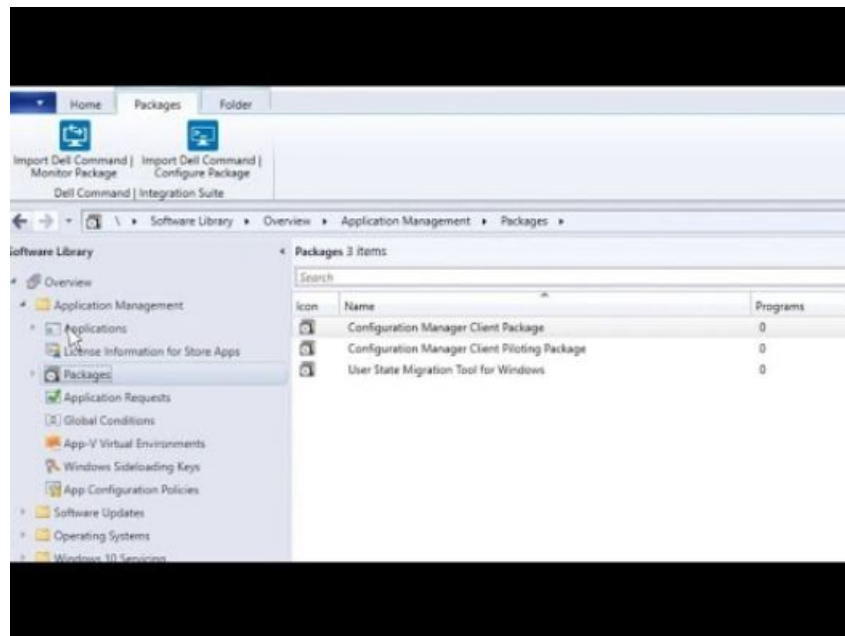 Home Packages Folder
Import Dell Command | Import Dell Command |
Monitor Package Configure Package
Dell Command | Integration Suite
\ Software Library Overview Application Management Packages
Software Library
Packages 3 items
Overview
Search
Application Management
Icon Name Programs
Applications
Configuration Manager Client Package 0
License Information for Store Apps
Configuration Manager Client Piloting Package 0
Packages
User State Migration Tool for Windows 0
Application Requests
Global Conditions
App-V Virtual Environments
Windows Sideloading Keys
App Configuration Policies
Software Updates
Operating Systems
Windows 10 Servicing